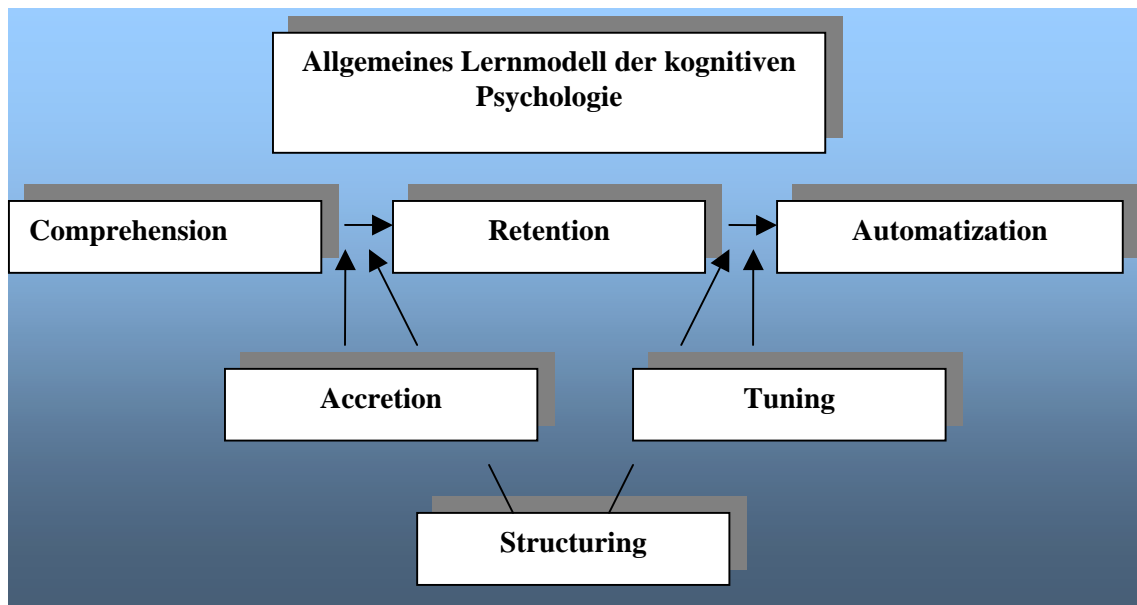 Allgemeines Lernmodell der kognitiven
Psychologie
Comprehension
Retention
Automatization
Accretion
Tuning
Structuring